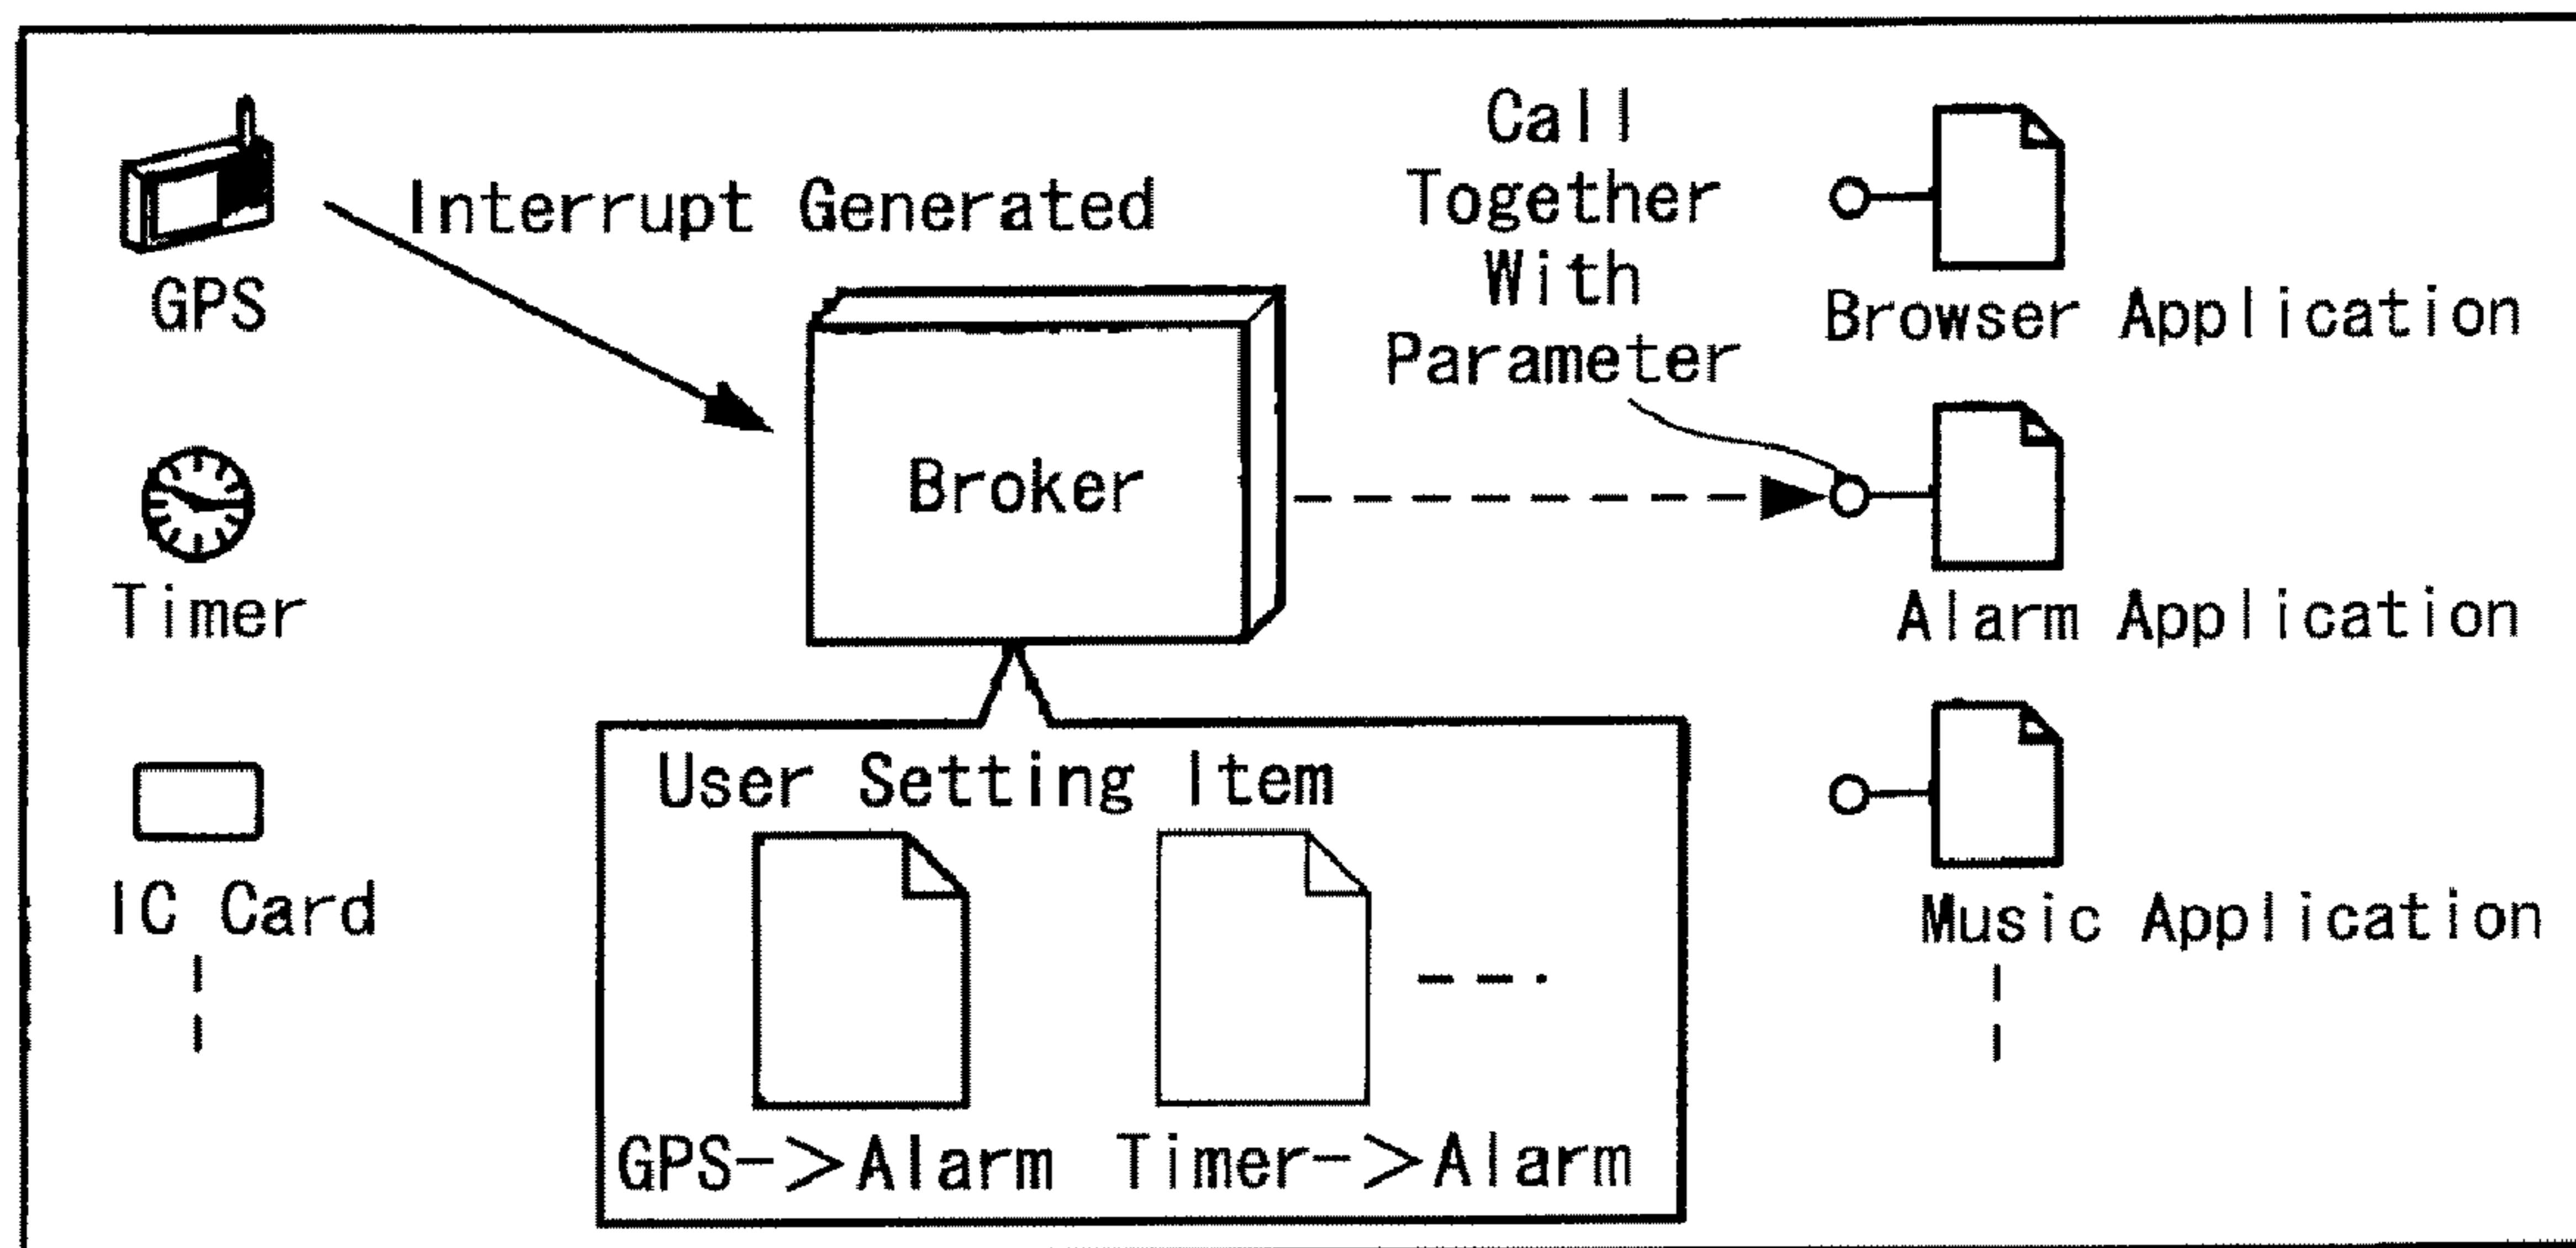 GPS
Interrupt Generated
Timer
IC Card
Broker
User Setting Item
GPS->Alarm
Timer->Alarm
Call
Together
With
Parameter
Browser Application
Alarm Application
Music Application